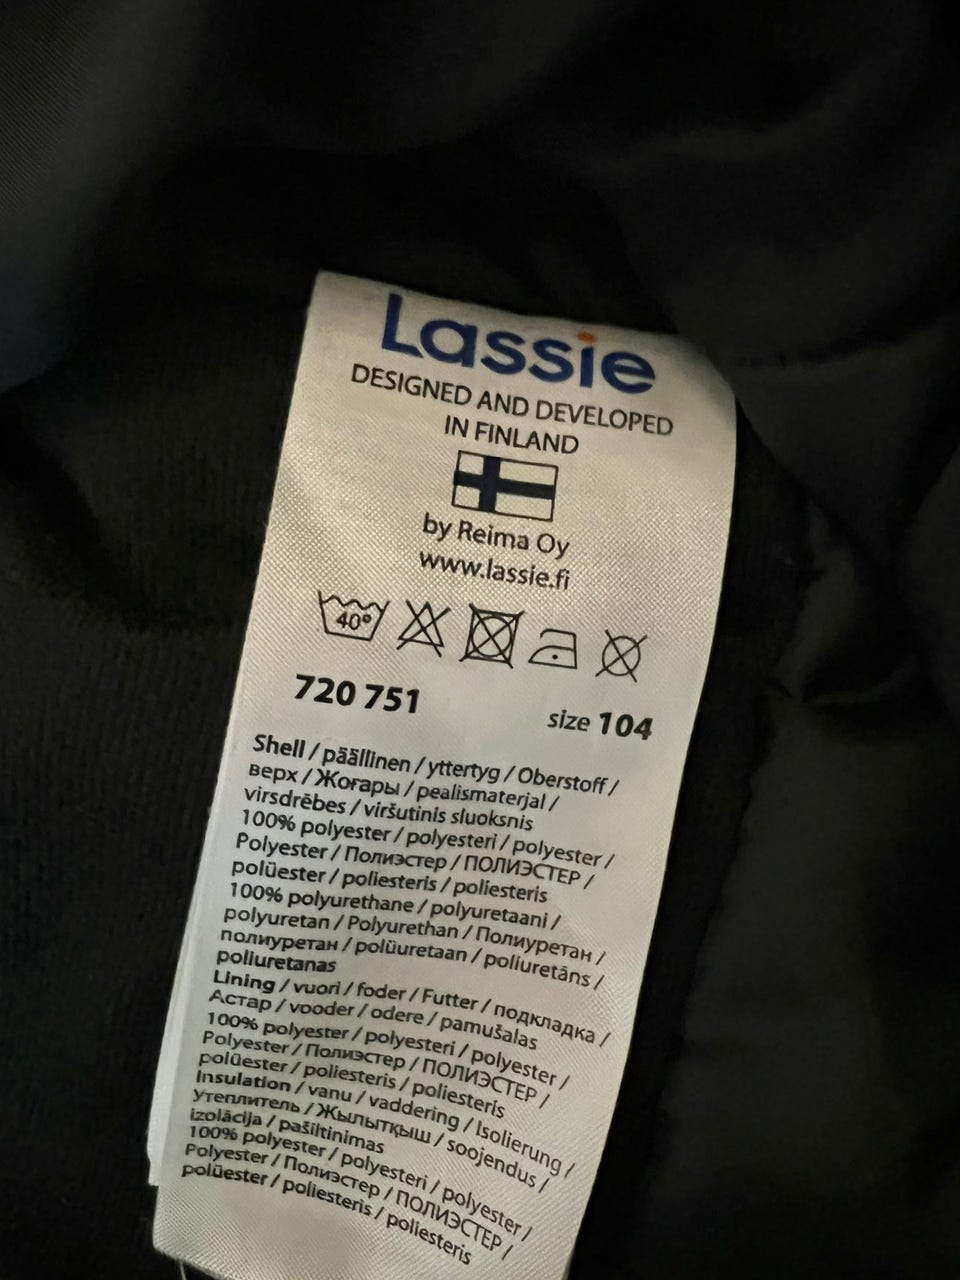 Lassie
DESIGNED AND DEVELOPED
IN FINLAND
by Reima Oy
www.lassie.fi
40°
720 751 size 104
Shell / päällinen / yttertyg / Oberstoff /
верх / Жоғары / pealismaterjal /
virsdrēbes / viršutinis sluoksnis
100% polyester / polyesteri / polyester /
Polyester / Полиэстер / ПОЛИЭСТЕР /
polüester / poliesteris / poliesteris
100% polyurethane / polyuretaani /
polyuretan / Polyurethan / Полиуретан /
полиуретан / polüuretaan / poliuretāns /
poliuretanas
Lining / vuori / foder / Futter / подкладка /
Астар / vooder / odere / pamušalas
100% polyester / polyesteri / polyester /
Polyester / Полиэстер / ПОЛИЭСТЕР /
polüester / poliesteris / poliesteris
Insulation / vanu / vaddering / Isolierung /
утеплитель / Жылытқыш / soojendus /
izolācija / pašiltinimas
100% polyester / polyesteri / polyester /
Polyester / Полиэстер / ПОЛИЭСТЕР /
polüester / poliesteris / poliesteris